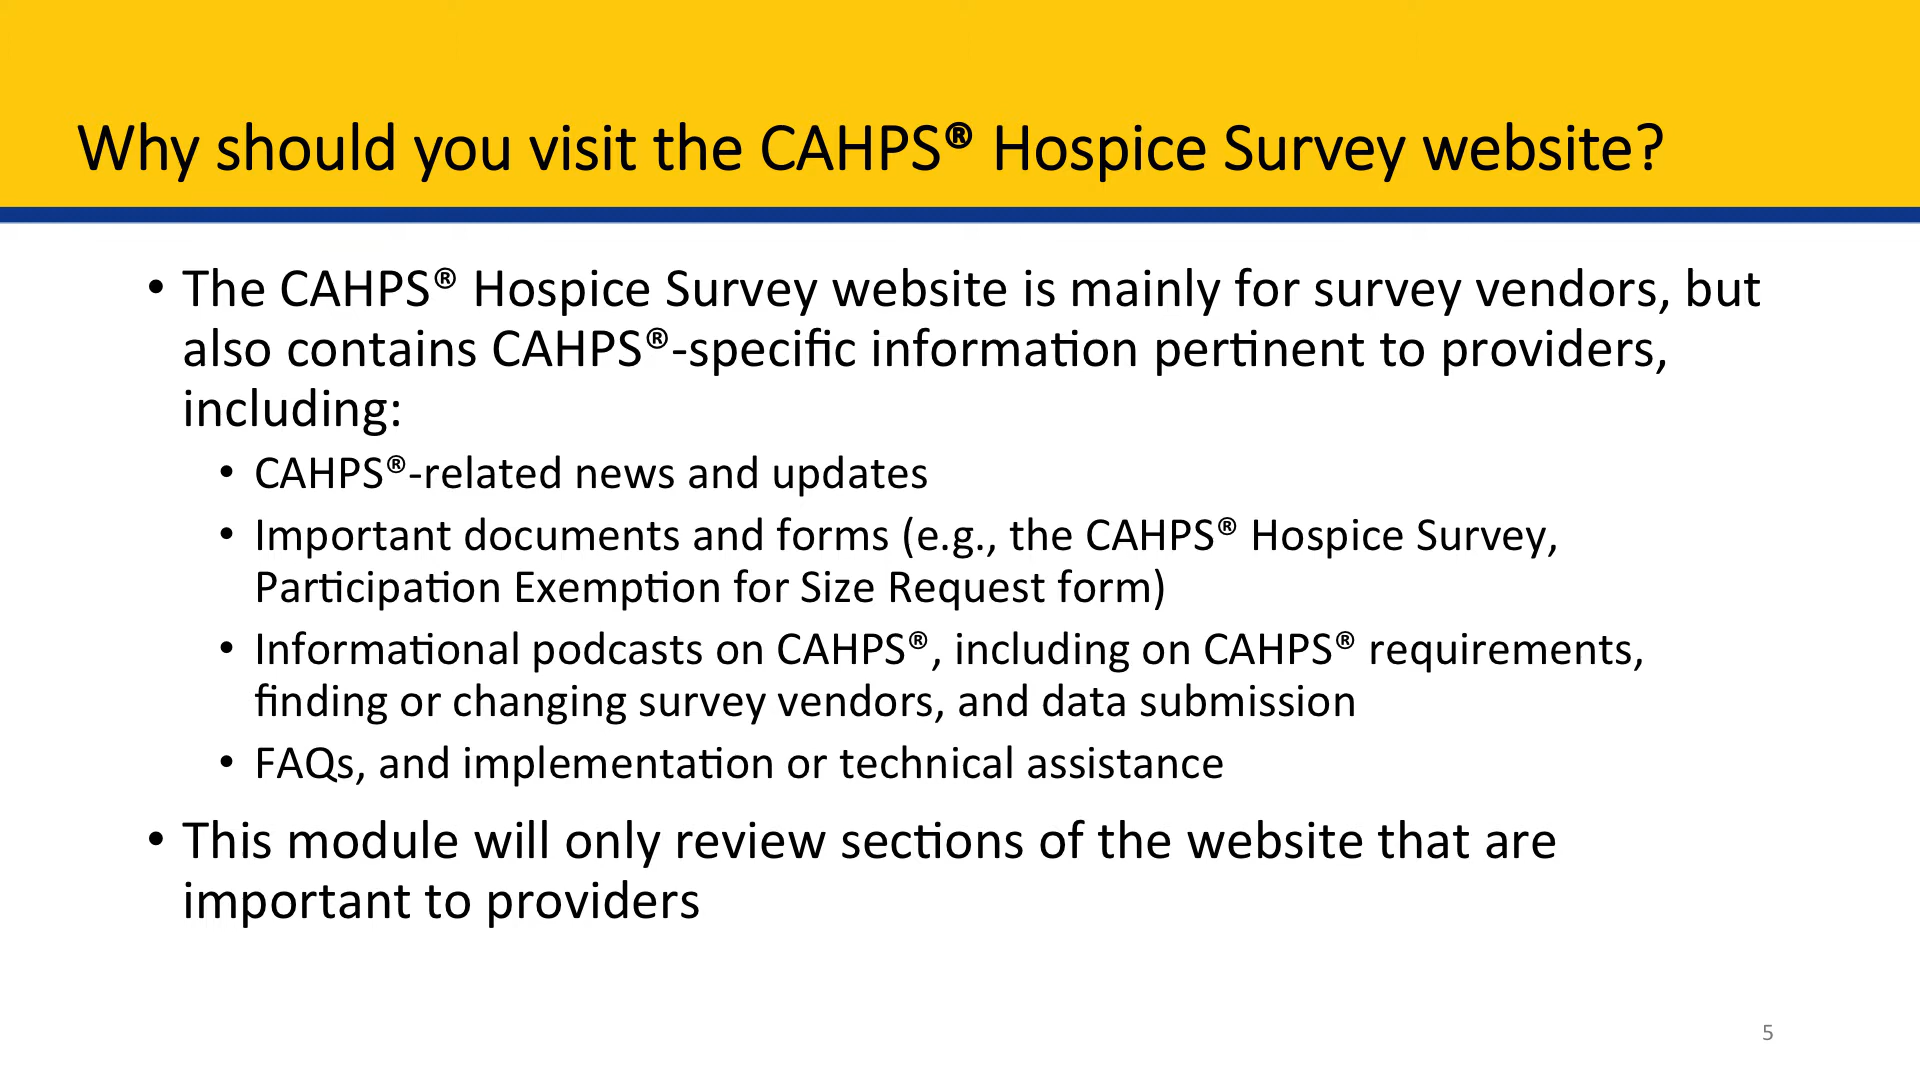 Why should you visit the CAHPS® Hospice Survey website?
• The CAHPS® Hospice Survey website is mainly for survey vendors, but
also contains CAHPS®-specific information pertinent to providers,
including:
• CAHPS®-related news and updates
• Important documents and forms (e.g., the CAHPS® Hospice Survey,
Participation Exemption for Size Request form)
• Informational podcasts on CAHPS®, including on CAHPS® requirements,
finding or changing survey vendors, and data submission
• FAQs, and implementation or technical assistance
• This module will only review sections of the website that are
important to providers
5